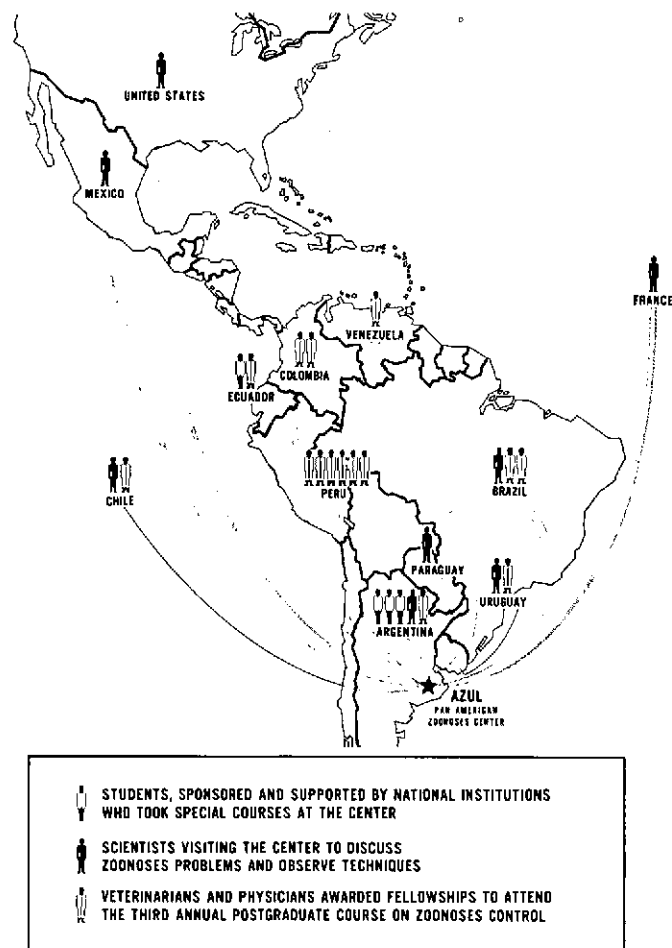 UNITED STATES
MEXICO
FRANCE
VENEZUELA
COLOMBIA
ECUADOR
PERU
BRAZIL
CHILE
PARAGUAY
URUGUAY
ARGENTINA
AZUL
PAN AMERICAN
ZOONOSES CENTER
STUDENTS, SPONSORED AND SUPPORTED BY NATIONAL INSTITUTIONS
WHO TOOK SPECIAL COURSES AT THE CENTER
SCIENTISTS VISITING THE CENTER TO DISCUSS
ZOONOSES PROBLEMS AND OBSERVE TECHNIQUES
VETERINARIANS AND PHYSICIANS AWARDED FELLOWSHIPS TO ATTEND
THE THIRD ANNUAL POSTGRADUATE COURSE ON ZOONOSES CONTROL